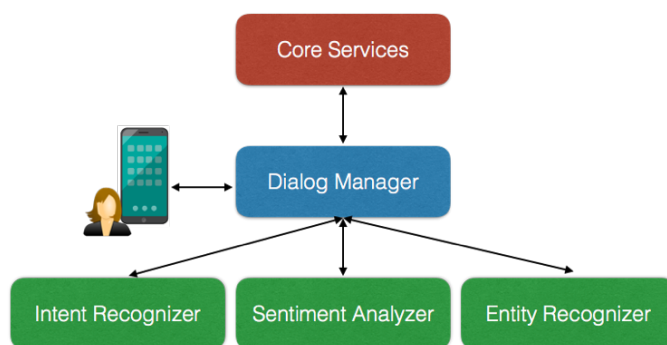 Core Services
Dialog Manager
Intent Recognizer
Sentiment Analyzer
Entity Recognizer